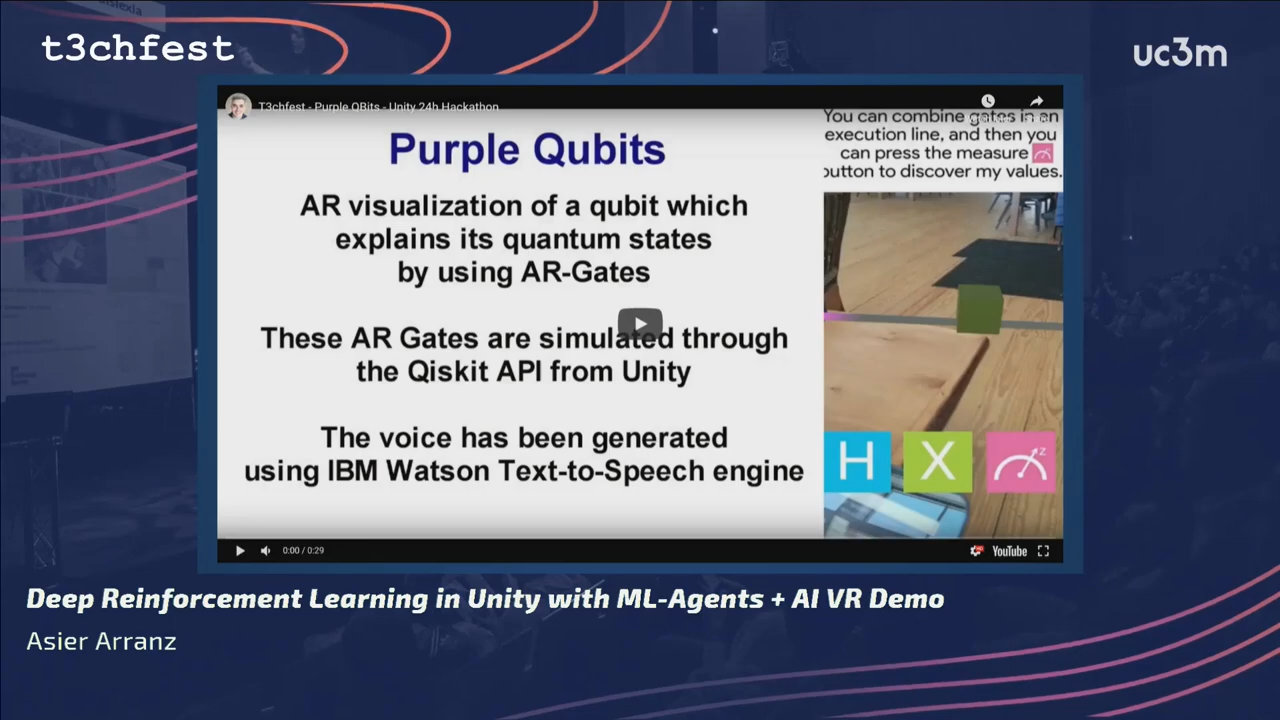 t3chfest
uc3m
T3chfest - Purple QBits - Unity 24h Hackathon
Purple Qubits
AR visualization of a qubit which
explains its quantum states
by using AR-Gates
These AR Gates are simulated through
the Qiskit API from Unity
The voice has been generated
using IBM Watson Text-to-Speech engine
You can combine gates in an
execution line, and then you
can press the measure
button to discover my values.
H
X
z
0:00 / 0:29
YouTube
Deep Reinforcement Learning in Unity with ML-Agents + AI VR Demo
Asier Arranz